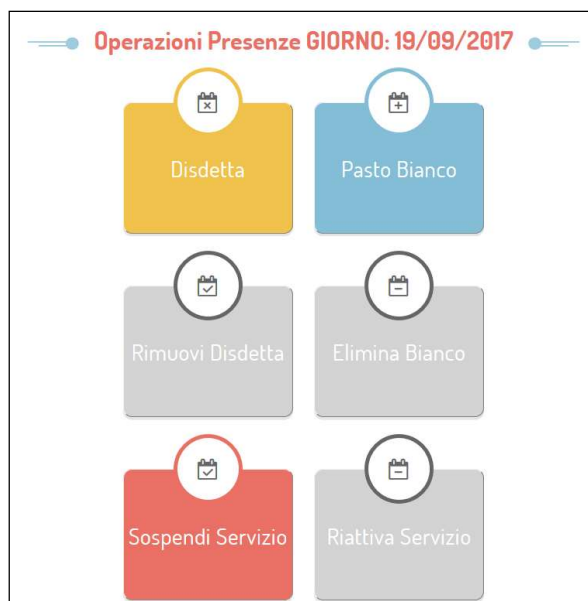 Operazioni Presenze GIORNO: 19/09/2017
Disdetta
Pasto Bianco
Rimuovi Disdetta
Elimina Bianco
Sospendi Servizio
Riattiva Servizio